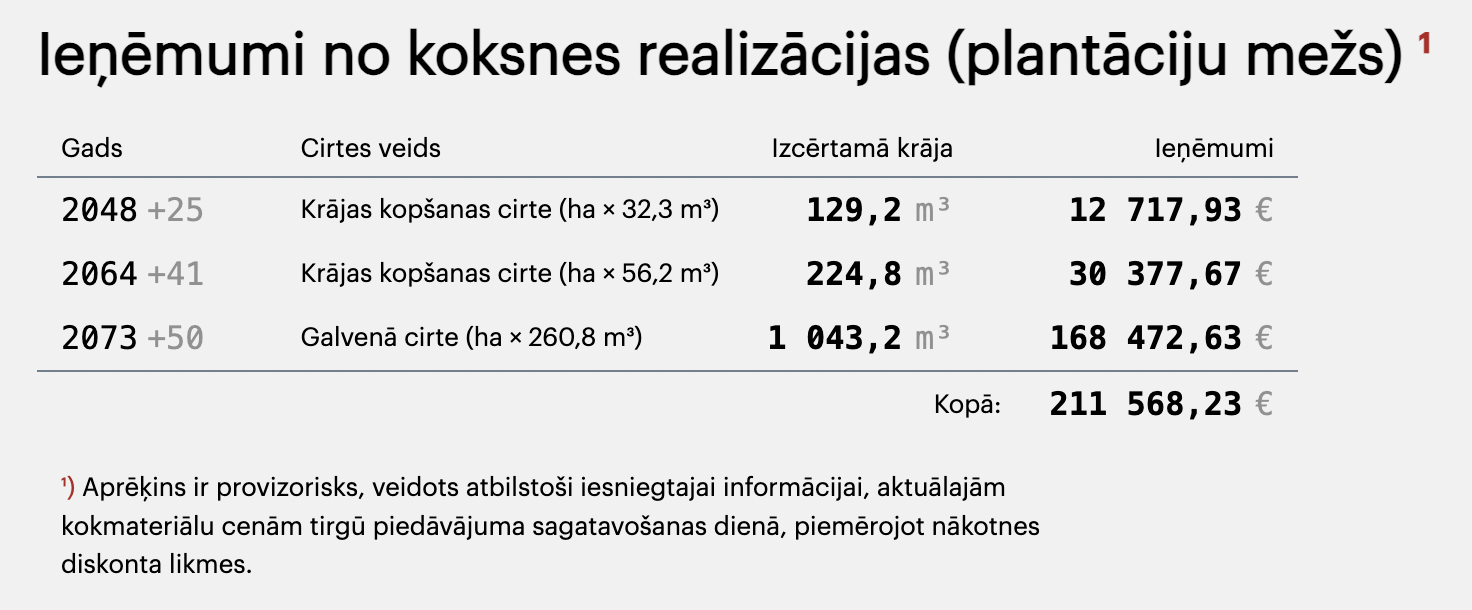 Ieņēmumi no koksnes realizācijas (plantāciju mežs) ¹
Gads Cirtes veids Izcērtamā krāja Ieņēmumi
2048 +25 Krājas kopšanas cirte (ha × 32,3 m³) 129,2 m³ 12 717,93 €
2064 +41 Krājas kopšanas cirte (ha × 56,2 m³) 224,8 m³ 30 377,67 €
2073 +50 Galvenā cirte (ha × 260,8 m³) 1 043,2 m³ 168 472,63 €
Kopā: 211 568,23 €
¹) Aprēķins ir provizorisks, veidots atbilstoši iesniegtajai informācijai, aktuālajām
kokmateriālu cenām tirgū piedāvājuma sagatavošanas dienā, piemērojot nākotnes
diskonta likmes.